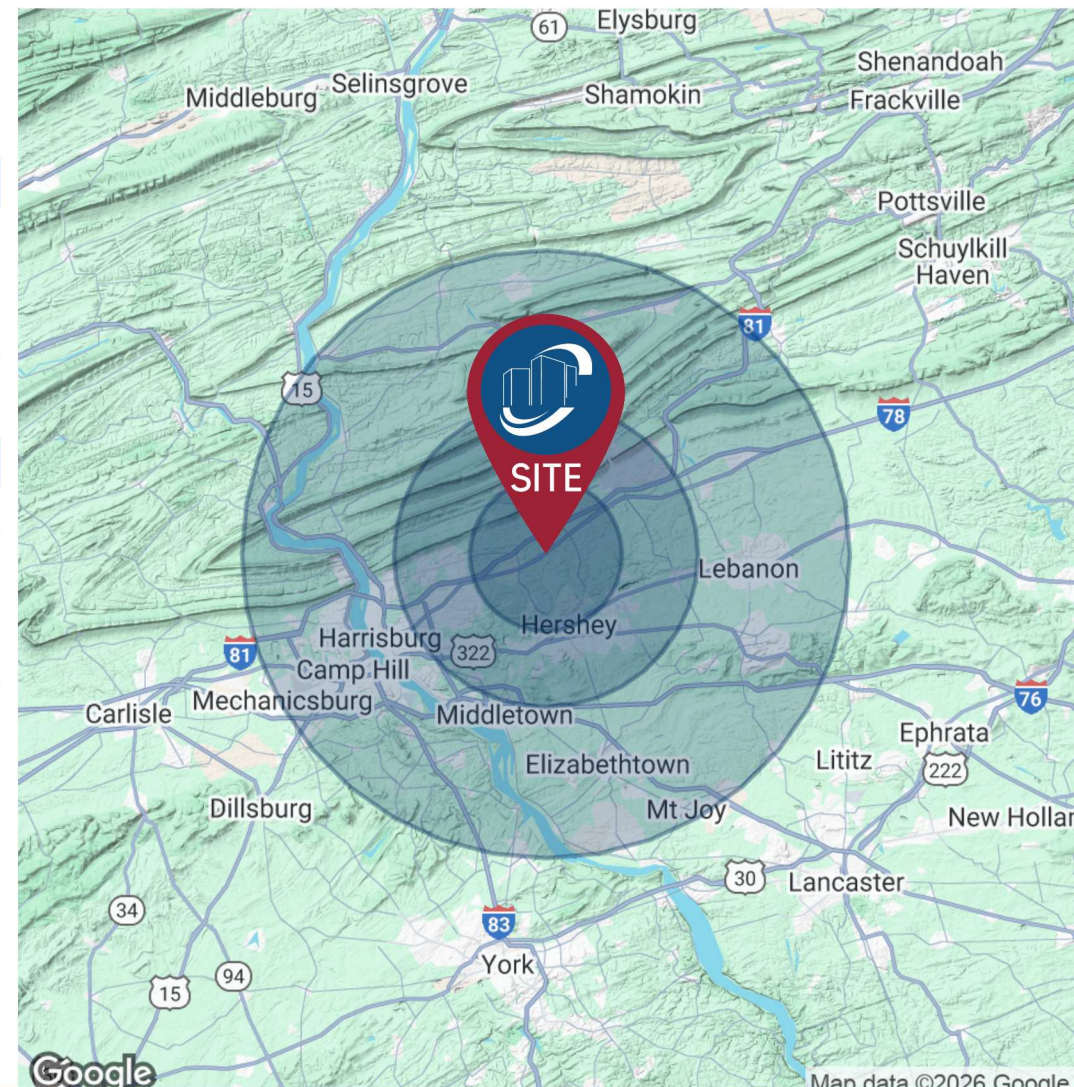 61
Elysburg
Shenandoah
Selinsgrove
Middleburg
Shamokin
Frackville
Pottsville
Schuylkill
Haven
81
15
78
SITE
Lebanon
Hershey
Harrisburg
322
81
Camp Hill
Mechanicsburg
76
Carlisle
Middletown
Ephrata
Elizabethtown
Lititz
222
Dillsburg
Mt Joy
New Hollar
30
Lancaster
34
83
York
94
15
Google
Map data ©2026 Google